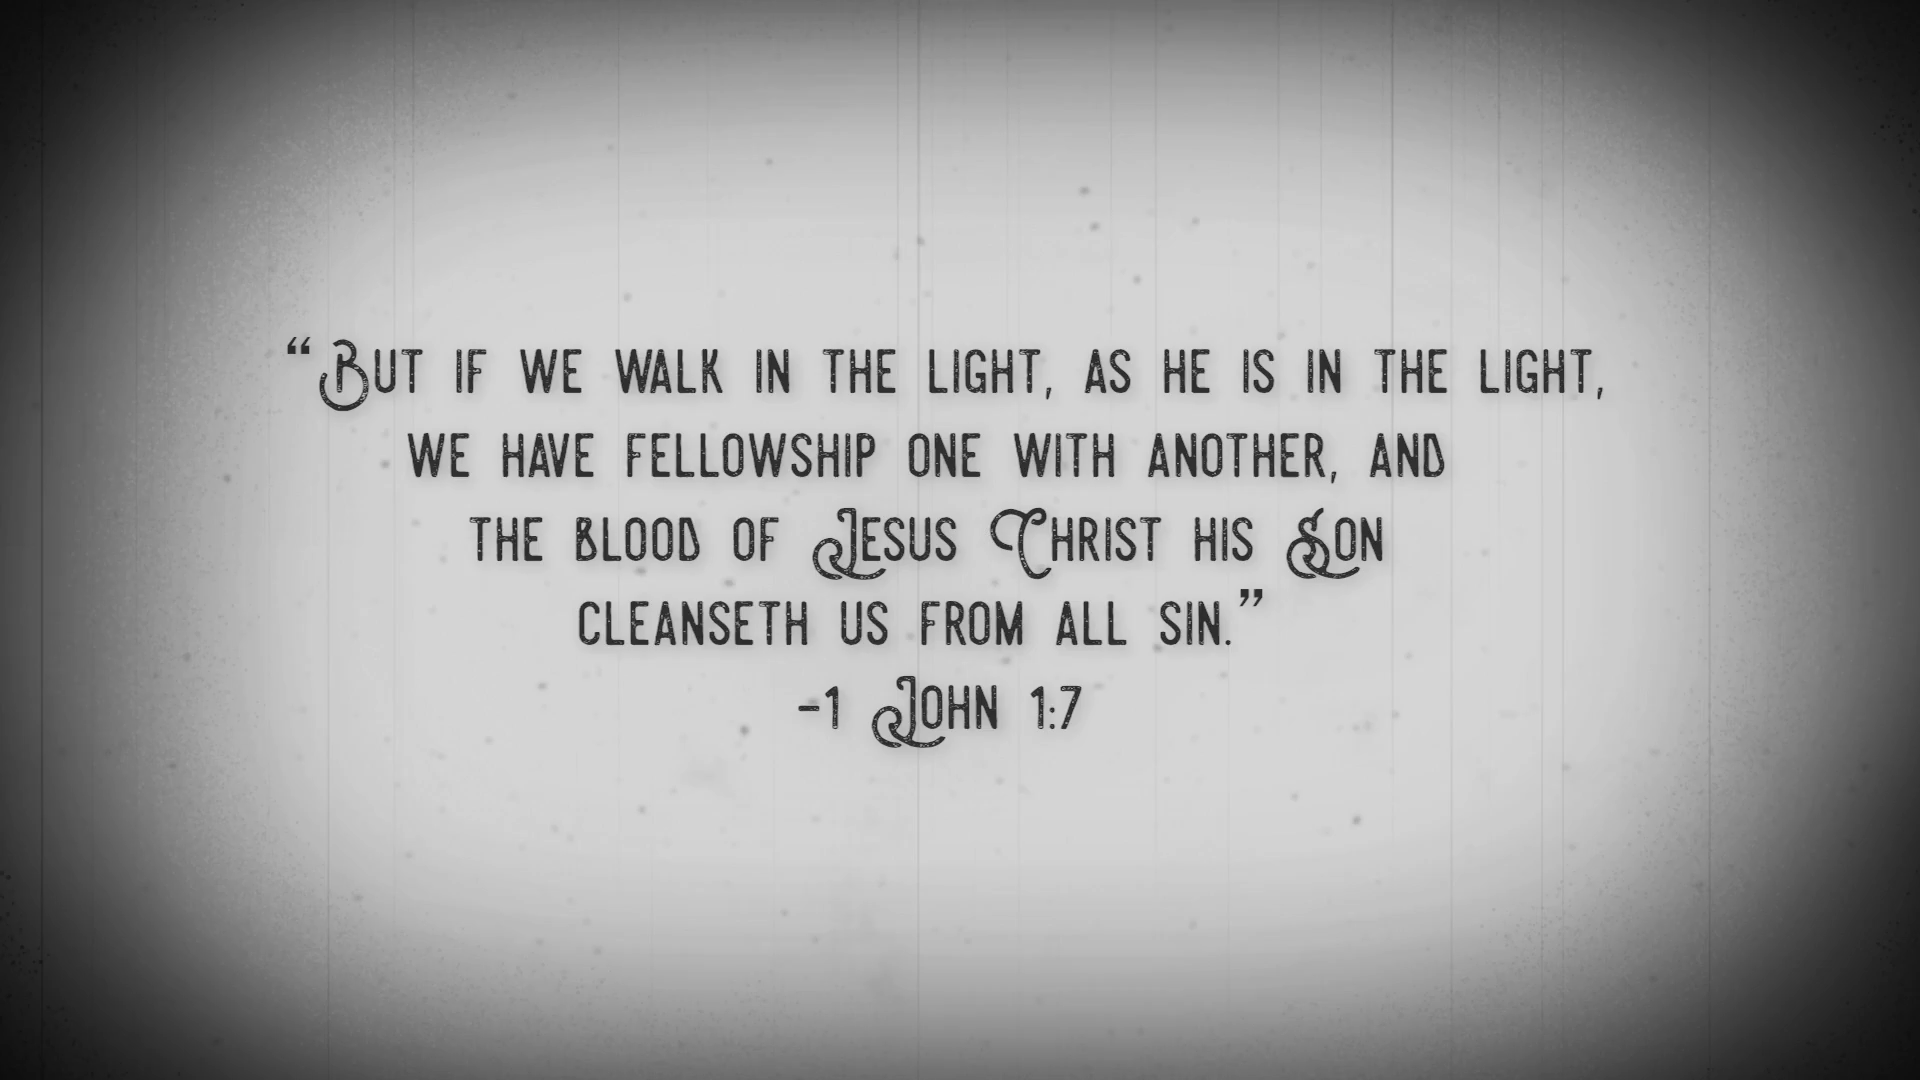 “But if we walk in the light, as he is in the light,
we have fellowship one with another, and
the blood of Jesus Christ his Son
cleanseth us from all sin.”
-1 John 1:7